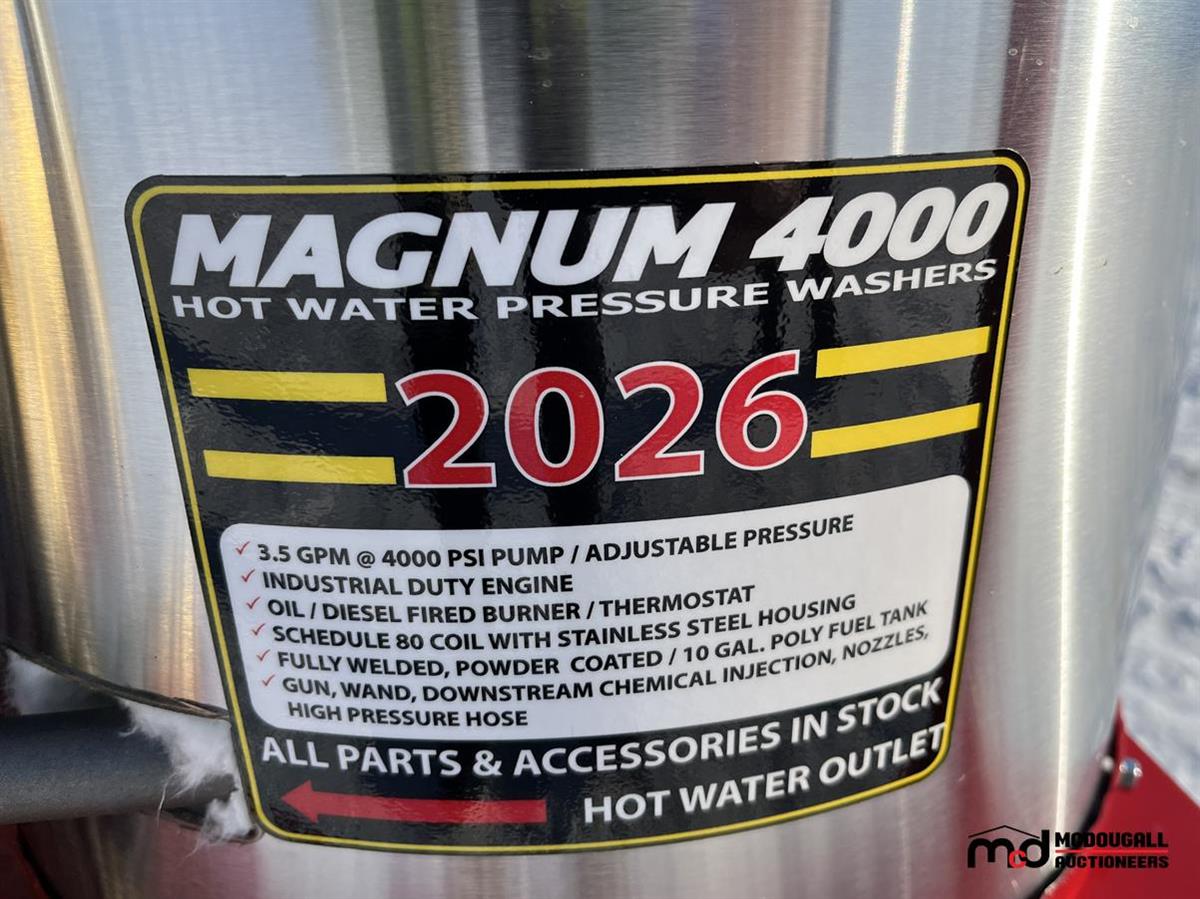 MAGNUM 4000
HOT WATER PRESSURE WASHERS
2026
✓ 3.5 GPM @ 4000 PSI PUMP / ADJUSTABLE PRESSURE
✓ INDUSTRIAL DUTY ENGINE
✓ OIL / DIESEL FIRED BURNER / THERMOSTAT
✓ SCHEDULE 80 COIL WITH STAINLESS STEEL HOUSING
✓ FULLY WELDED, POWDER COATED / 10 GAL. POLY FUEL TANK
✓ GUN, WAND, DOWNSTREAM CHEMICAL INJECTION, NOZZLES,
HIGH PRESSURE HOSE
ALL PARTS & ACCESSORIES IN STOCK
HOT WATER OUTLET
mcd MCDOUGALL
AUCTIONEERS